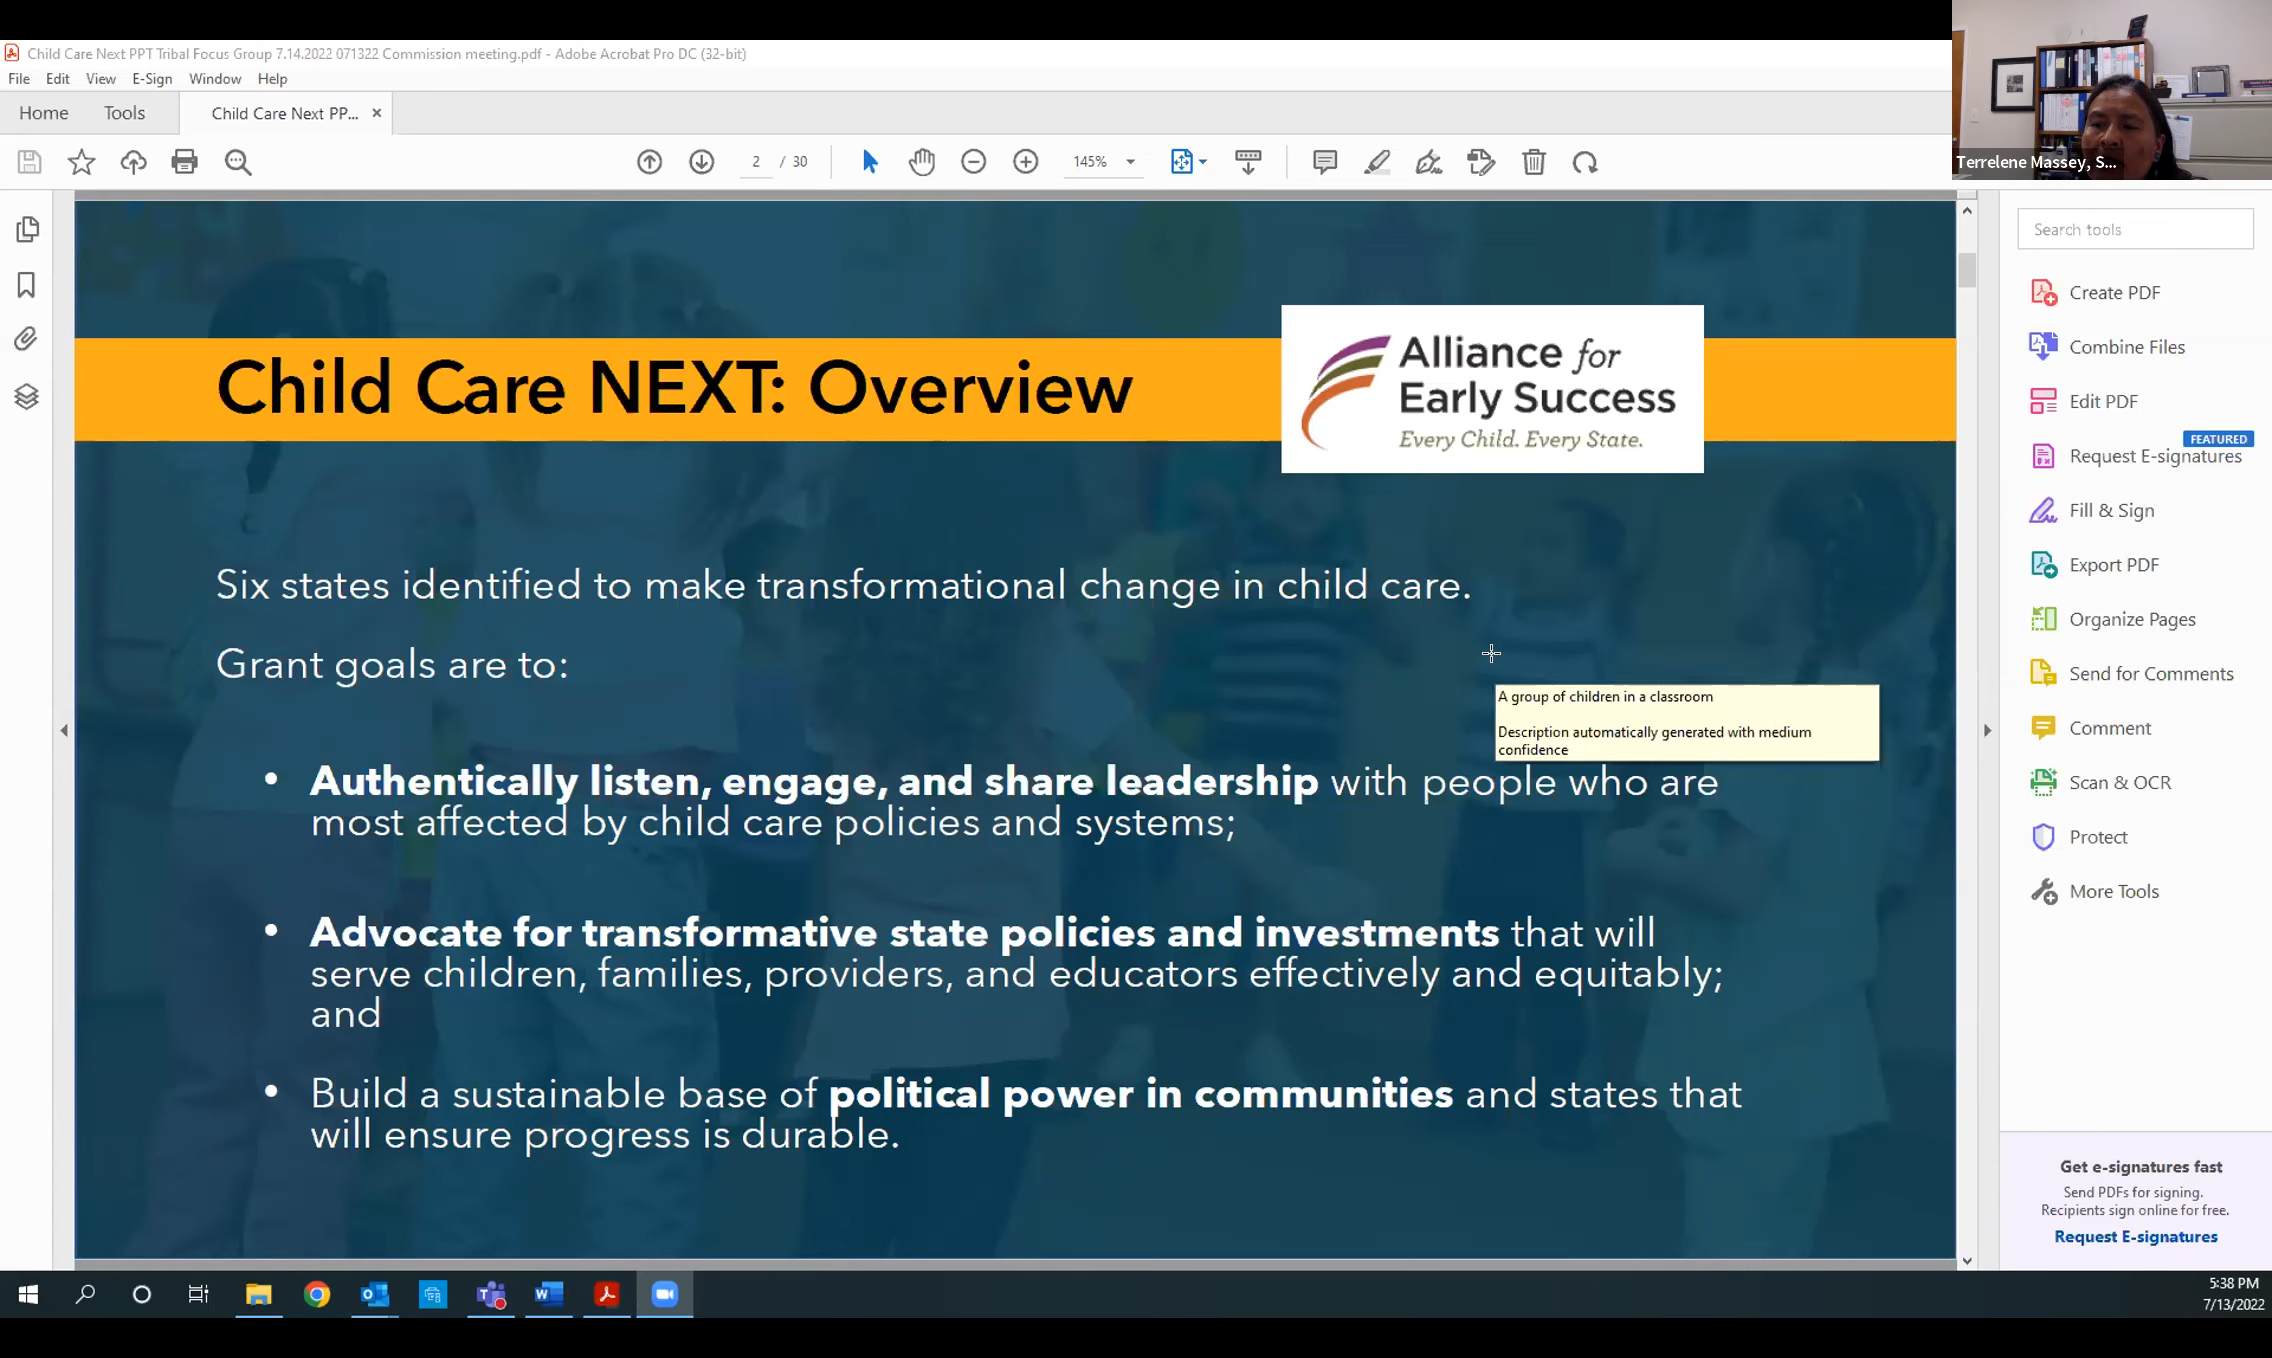 Child Care Next PPT Tribal Focus Group 7.14.2022 071322 Commission meeting.pdf - Adobe Acrobat Pro DC (32-bit)
File Edit View E-Sign Window Help
Home Tools Child Care Next PP... ×
2 / 30 145%
Terrelene Massey, S...
Child Care NEXT: Overview
Alliance for
Early Success
Every Child. Every State.
Six states identified to make transformational change in child care.
Grant goals are to:
A group of children in a classroom
Description automatically generated with medium
confidence
• Authentically listen, engage, and share leadership with people who are
most affected by child care policies and systems;
• Advocate for transformative state policies and investments that will
serve children, families, providers, and educators effectively and equitably;
and
• Build a sustainable base of political power in communities and states that
will ensure progress is durable.
Search tools
Create PDF
Combine Files
Edit PDF
FEATURED
Request E-signatures
Fill & Sign
Export PDF
Organize Pages
Send for Comments
Comment
Scan & OCR
Protect
More Tools
Get e-signatures fast
Send PDFs for signing.
Recipients sign online for free.
Request E-signatures
5:38 PM
7/13/2022